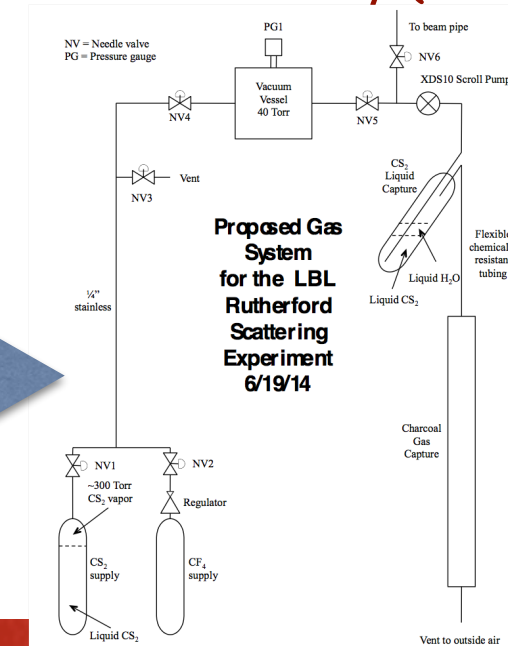 To beam pipe
PG1
NV = Needle valve
PG = Pressure gauge
NV6
XDS10 Scroll Pump
Vacuum
Vessel
40 Torr
NV4
NV5
CS₂
Liquid
Capture
Vent
NV3
Proposed Gas
System
for the LBL
Rutherford
Scattering
Experiment
6/19/14
Flexible
chemical
resistan
tubing
Liquid H₂O
Liquid CS₂
¼"
stainless
Charcoal
Gas
Capture
NV1
NV2
~300 Torr
CS₂ vapor
Regulator
CS₂
supply
CF₄
supply
Liquid CS₂
Vent to outside air